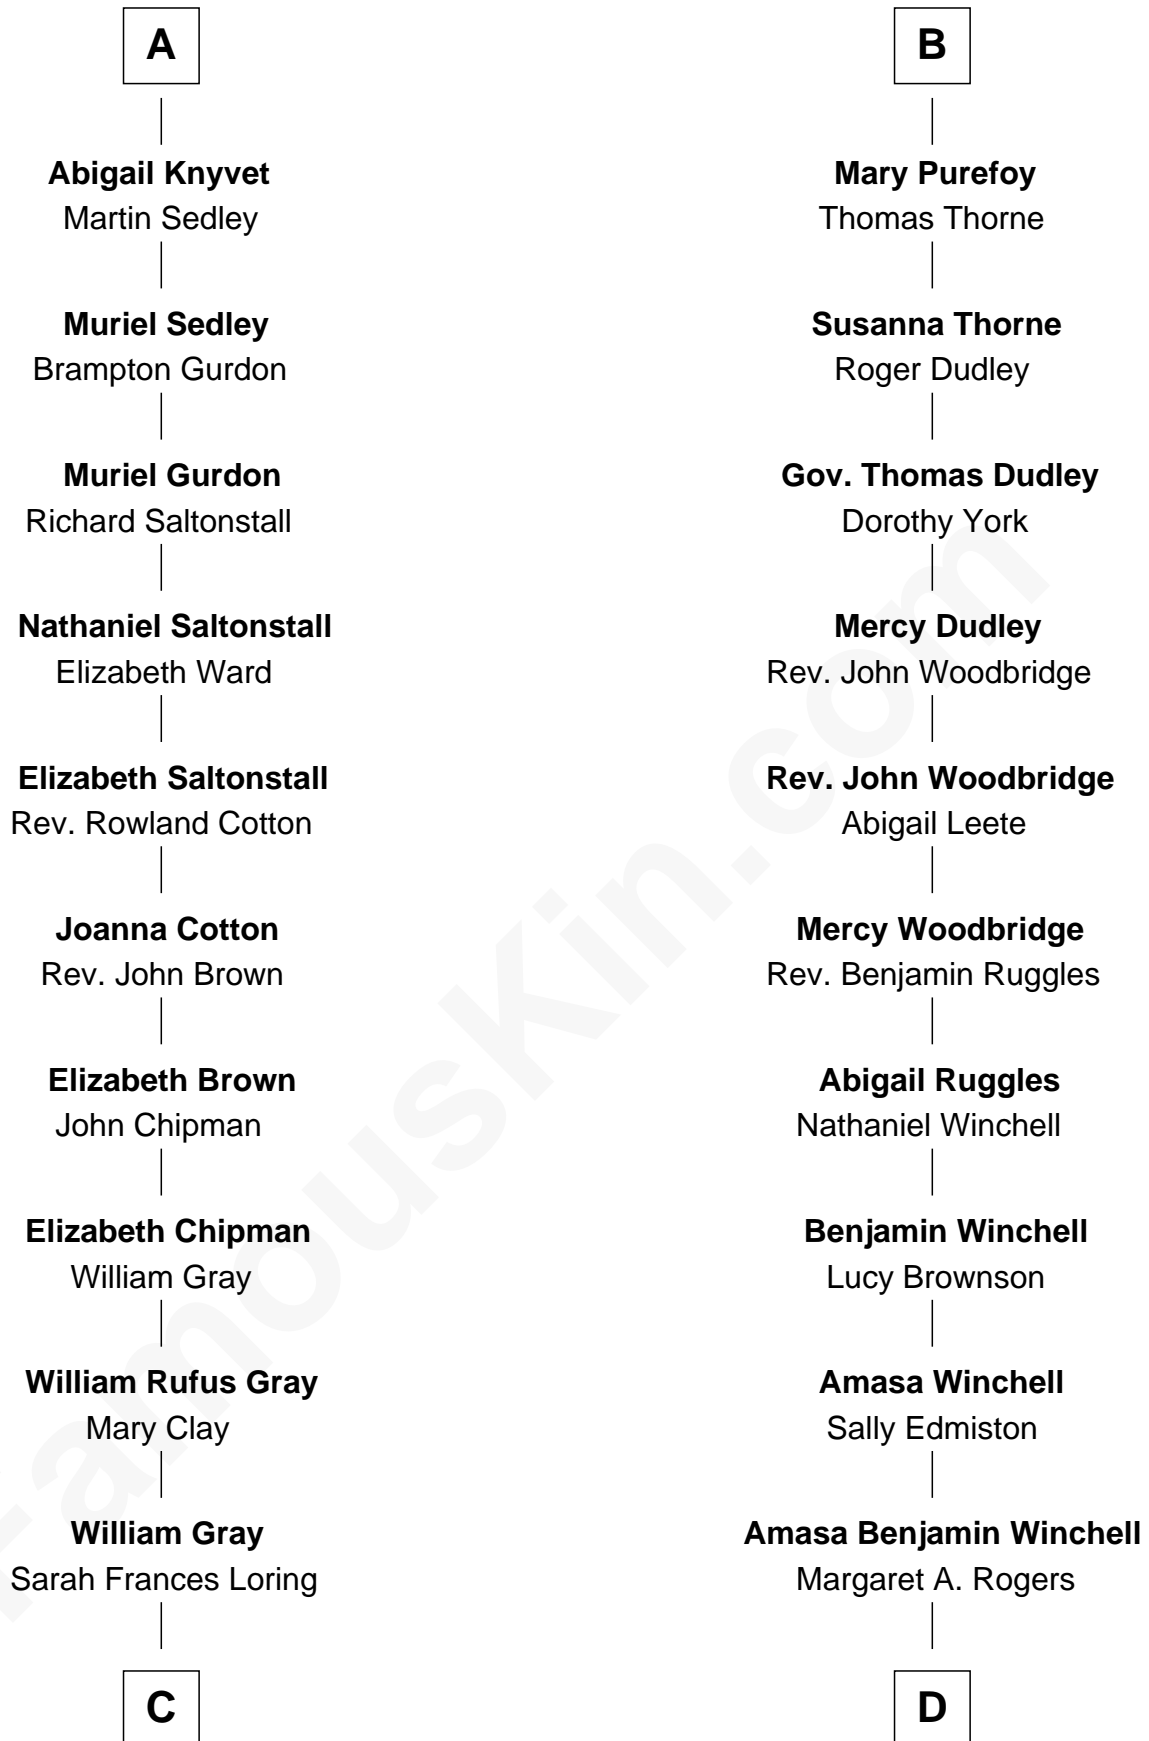 A
Abigail Knyvet
Martin Sedley
Muriel Sedley
Brampton Gurdon
Muriel Gurdon
Richard Saltonstall
Nathaniel Saltonstall
Elizabeth Ward
Elizabeth Saltonstall
Rev. Rowland Cotton
Joanna Cotton
Rev. John Brown
Elizabeth Brown
John Chipman
Elizabeth Chipman
William Gray
William Rufus Gray
Mary Clay
William Gray
Sarah Frances Loring
C
B
Mary Purefoy
Thomas Thorne
Susanna Thorne
Roger Dudley
Gov. Thomas Dudley
Dorothy York
Mercy Dudley
Rev. John Woodbridge
Rev. John Woodbridge
Abigail Leete
Mercy Woodbridge
Rev. Benjamin Ruggles
Abigail Ruggles
Nathaniel Winchell
Benjamin Winchell
Lucy Brownson
Amasa Winchell
Sally Edmiston
Amasa Benjamin Winchell
Margaret A. Rogers
D
FamousKin.com